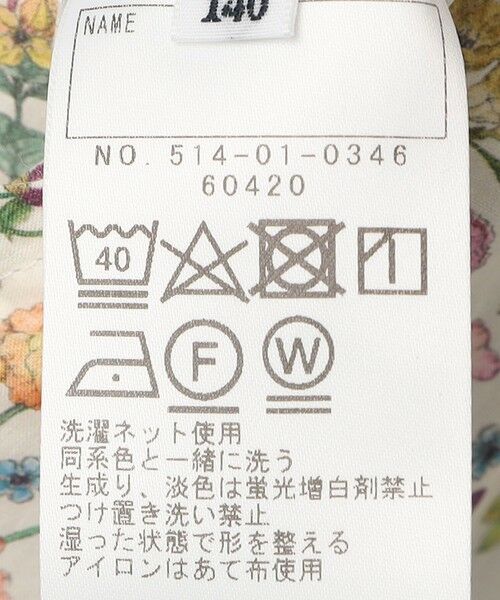 140
NAME
NO. 514-01-0346
60420
40
F W
洗濯ネット使用
同系色と一緒に洗う
生成り、淡色は蛍光増白剤禁止
つけ置き洗い禁止
湿った状態で形を整える
アイロンはあて布使用